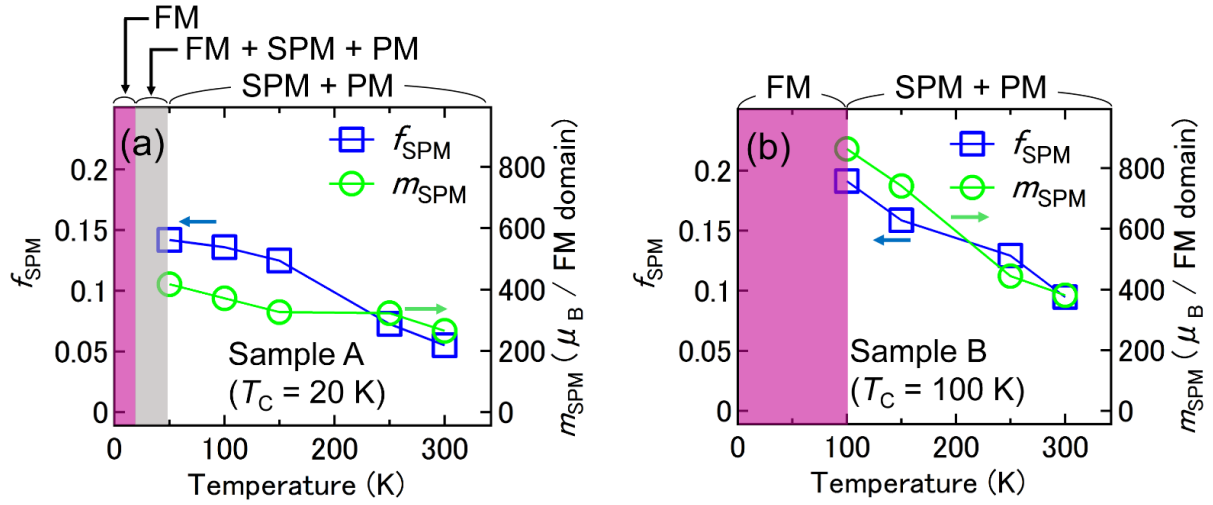 FM
FM + SPM + PM
SPM + PM
(a)
f_SPM
m_SPM
0.2
0.15
0.1
0.05
0
f_SPM
800
600
400
200
0
m_SPM (μ_B / FM domain)
Sample A
(T_C = 20 K)
0 100 200 300
Temperature (K)
FM SPM + PM
(b)
f_SPM
m_SPM
0.2
0.15
0.1
0.05
0
f_SPM
800
600
400
200
0
m_SPM (μ_B / FM domain)
Sample B
(T_C = 100 K)
0 100 200 300
Temperature (K)